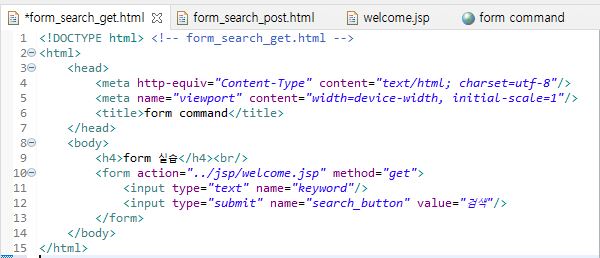 *form_search_get.html form_search_post.html welcome.jsp form command
1 <!DOCTYPE html> <!-- form_search_get.html -->
2 <html>
3 <head>
4 <meta http-equiv="Content-Type" content="text/html; charset=utf-8"/>
5 <meta name="viewport" content="width=device-width, initial-scale=1"/>
6 <title>form command</title>
7 </head>
8 <body>
9 <h4>form 실습</h4><br/>
10 <form action="../jsp/welcome.jsp" method="get">
11 <input type="text" name="keyword"/>
12 <input type="submit" name="search_button" value="검색"/>
13 </form>
14 </body>
15 </html>